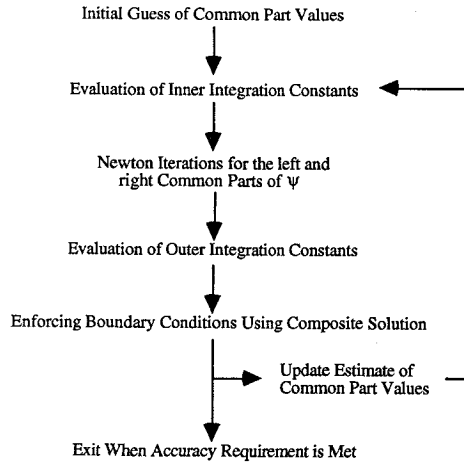 Initial Guess of Common Part Values
Evaluation of Inner Integration Constants
Newton Iterations for the left and
right Common Parts of ψ
Evaluation of Outer Integration Constants
Enforcing Boundary Conditions Using Composite Solution
Update Estimate of
Common Part Values
Exit When Accuracy Requirement is Met